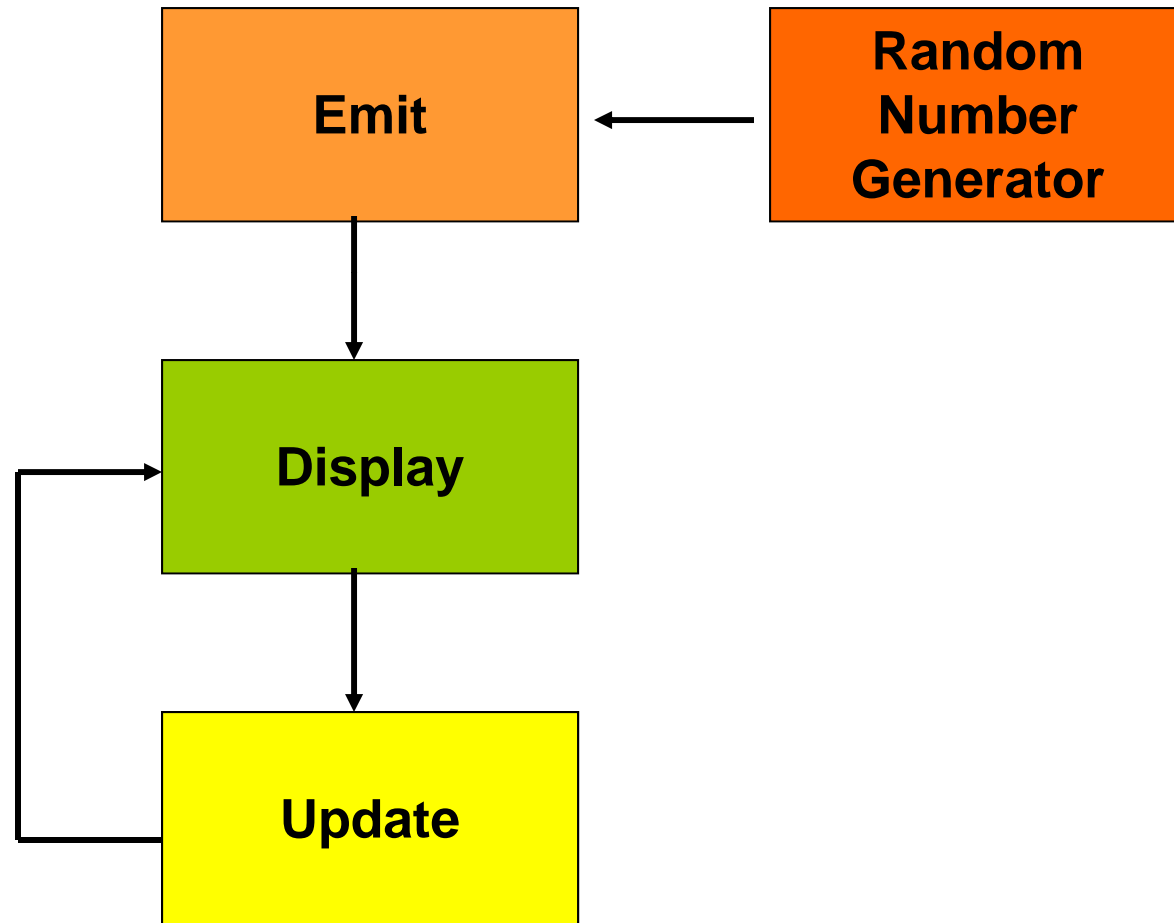 Emit
Random
Number
Generator
Display
Update